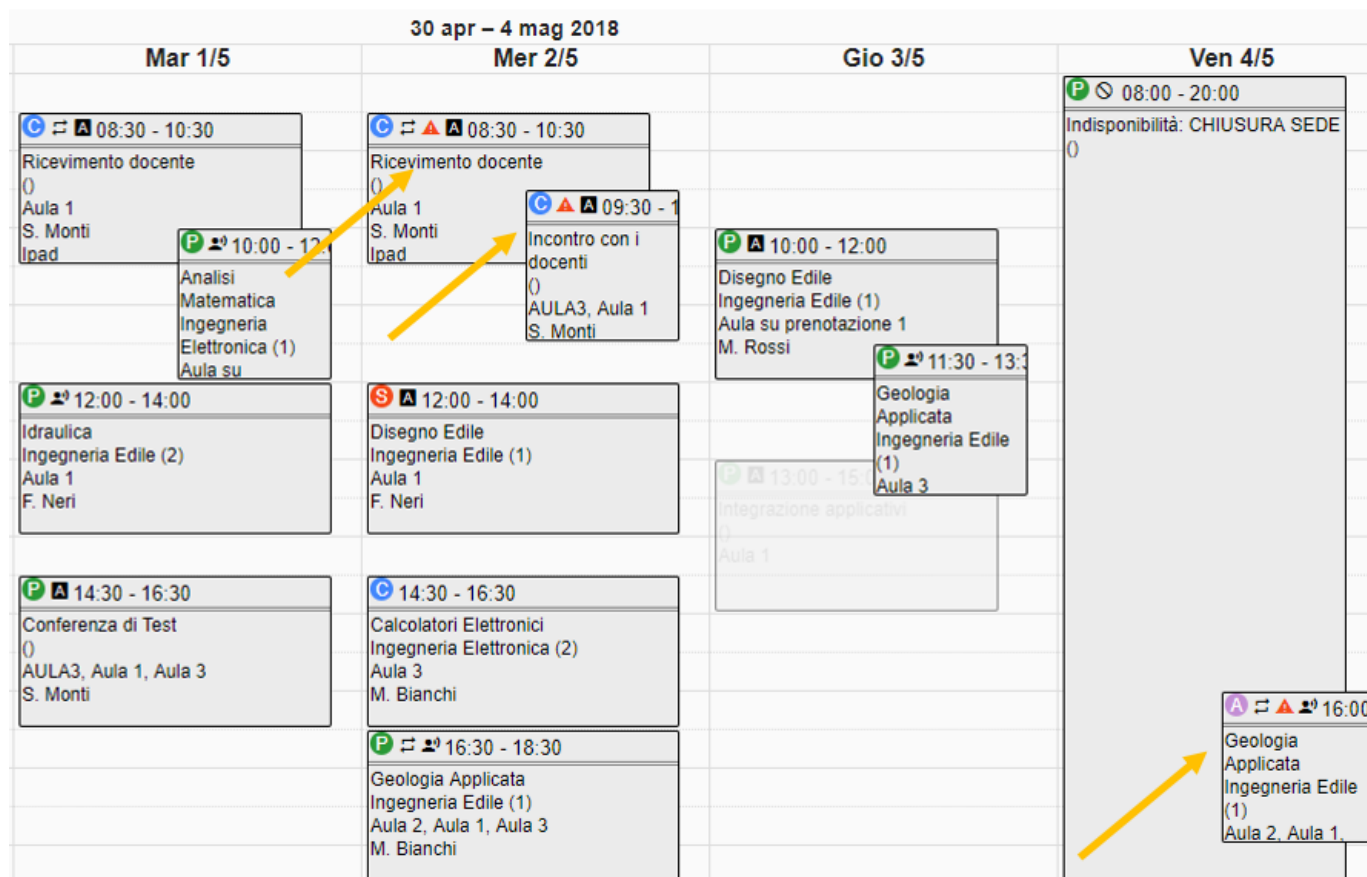 30 apr – 4 mag 2018
Mar 1/5
Mer 2/5
Gio 3/5
Ven 4/5
C A 08:30 - 10:30
Ricevimento docente
()
Aula 1
S. Monti
Ipad
P 10:00 - 12:
Analisi
Matematica
Ingegneria
Elettronica (1)
Aula su
P 12:00 - 14:00
Idraulica
Ingegneria Edile (2)
Aula 1
F. Neri
P A 14:30 - 16:30
Conferenza di Test
()
AULA3, Aula 1, Aula 3
S. Monti
C A 08:30 - 10:30
Ricevimento docente
()
Aula 1
S. Monti
Ipad
C A 09:30 - 1
Incontro con i
docenti
()
AULA3, Aula 1
S. Monti
S A 12:00 - 14:00
Disegno Edile
Ingegneria Edile (1)
Aula 1
F. Neri
C 14:30 - 16:30
Calcolatori Elettronici
Ingegneria Elettronica (2)
Aula 3
M. Bianchi
P 16:30 - 18:30
Geologia Applicata
Ingegneria Edile (1)
Aula 2, Aula 1, Aula 3
M. Bianchi
P A 10:00 - 12:00
Disegno Edile
Ingegneria Edile (1)
Aula su prenotazione 1
M. Rossi
P 11:30 - 13:
Geologia
Applicata
Ingegneria Edile
(1)
Aula 3
P A 13:00 - 15:
Integrazione applicativi
()
Aula 1
P 08:00 - 20:00
Indisponibilità: CHIUSURA SEDE
()
A 16:00
Geologia
Applicata
Ingegneria Edile
(1)
Aula 2, Aula 1,